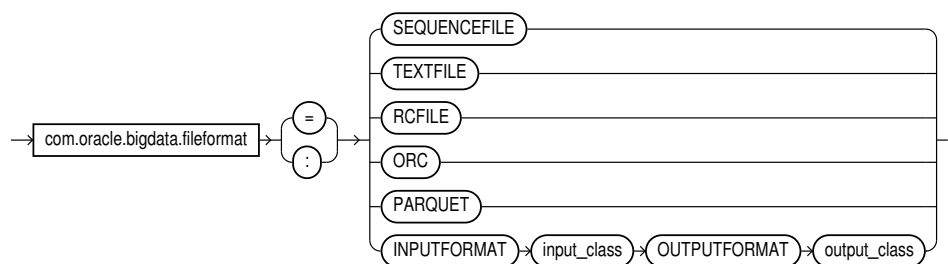 SEQUENCEFILE
TEXTFILE
RCFILE
com.oracle.bigdata.fileformat = :
ORC
PARQUET
INPUTFORMAT input_class OUTPUTFORMAT output_class